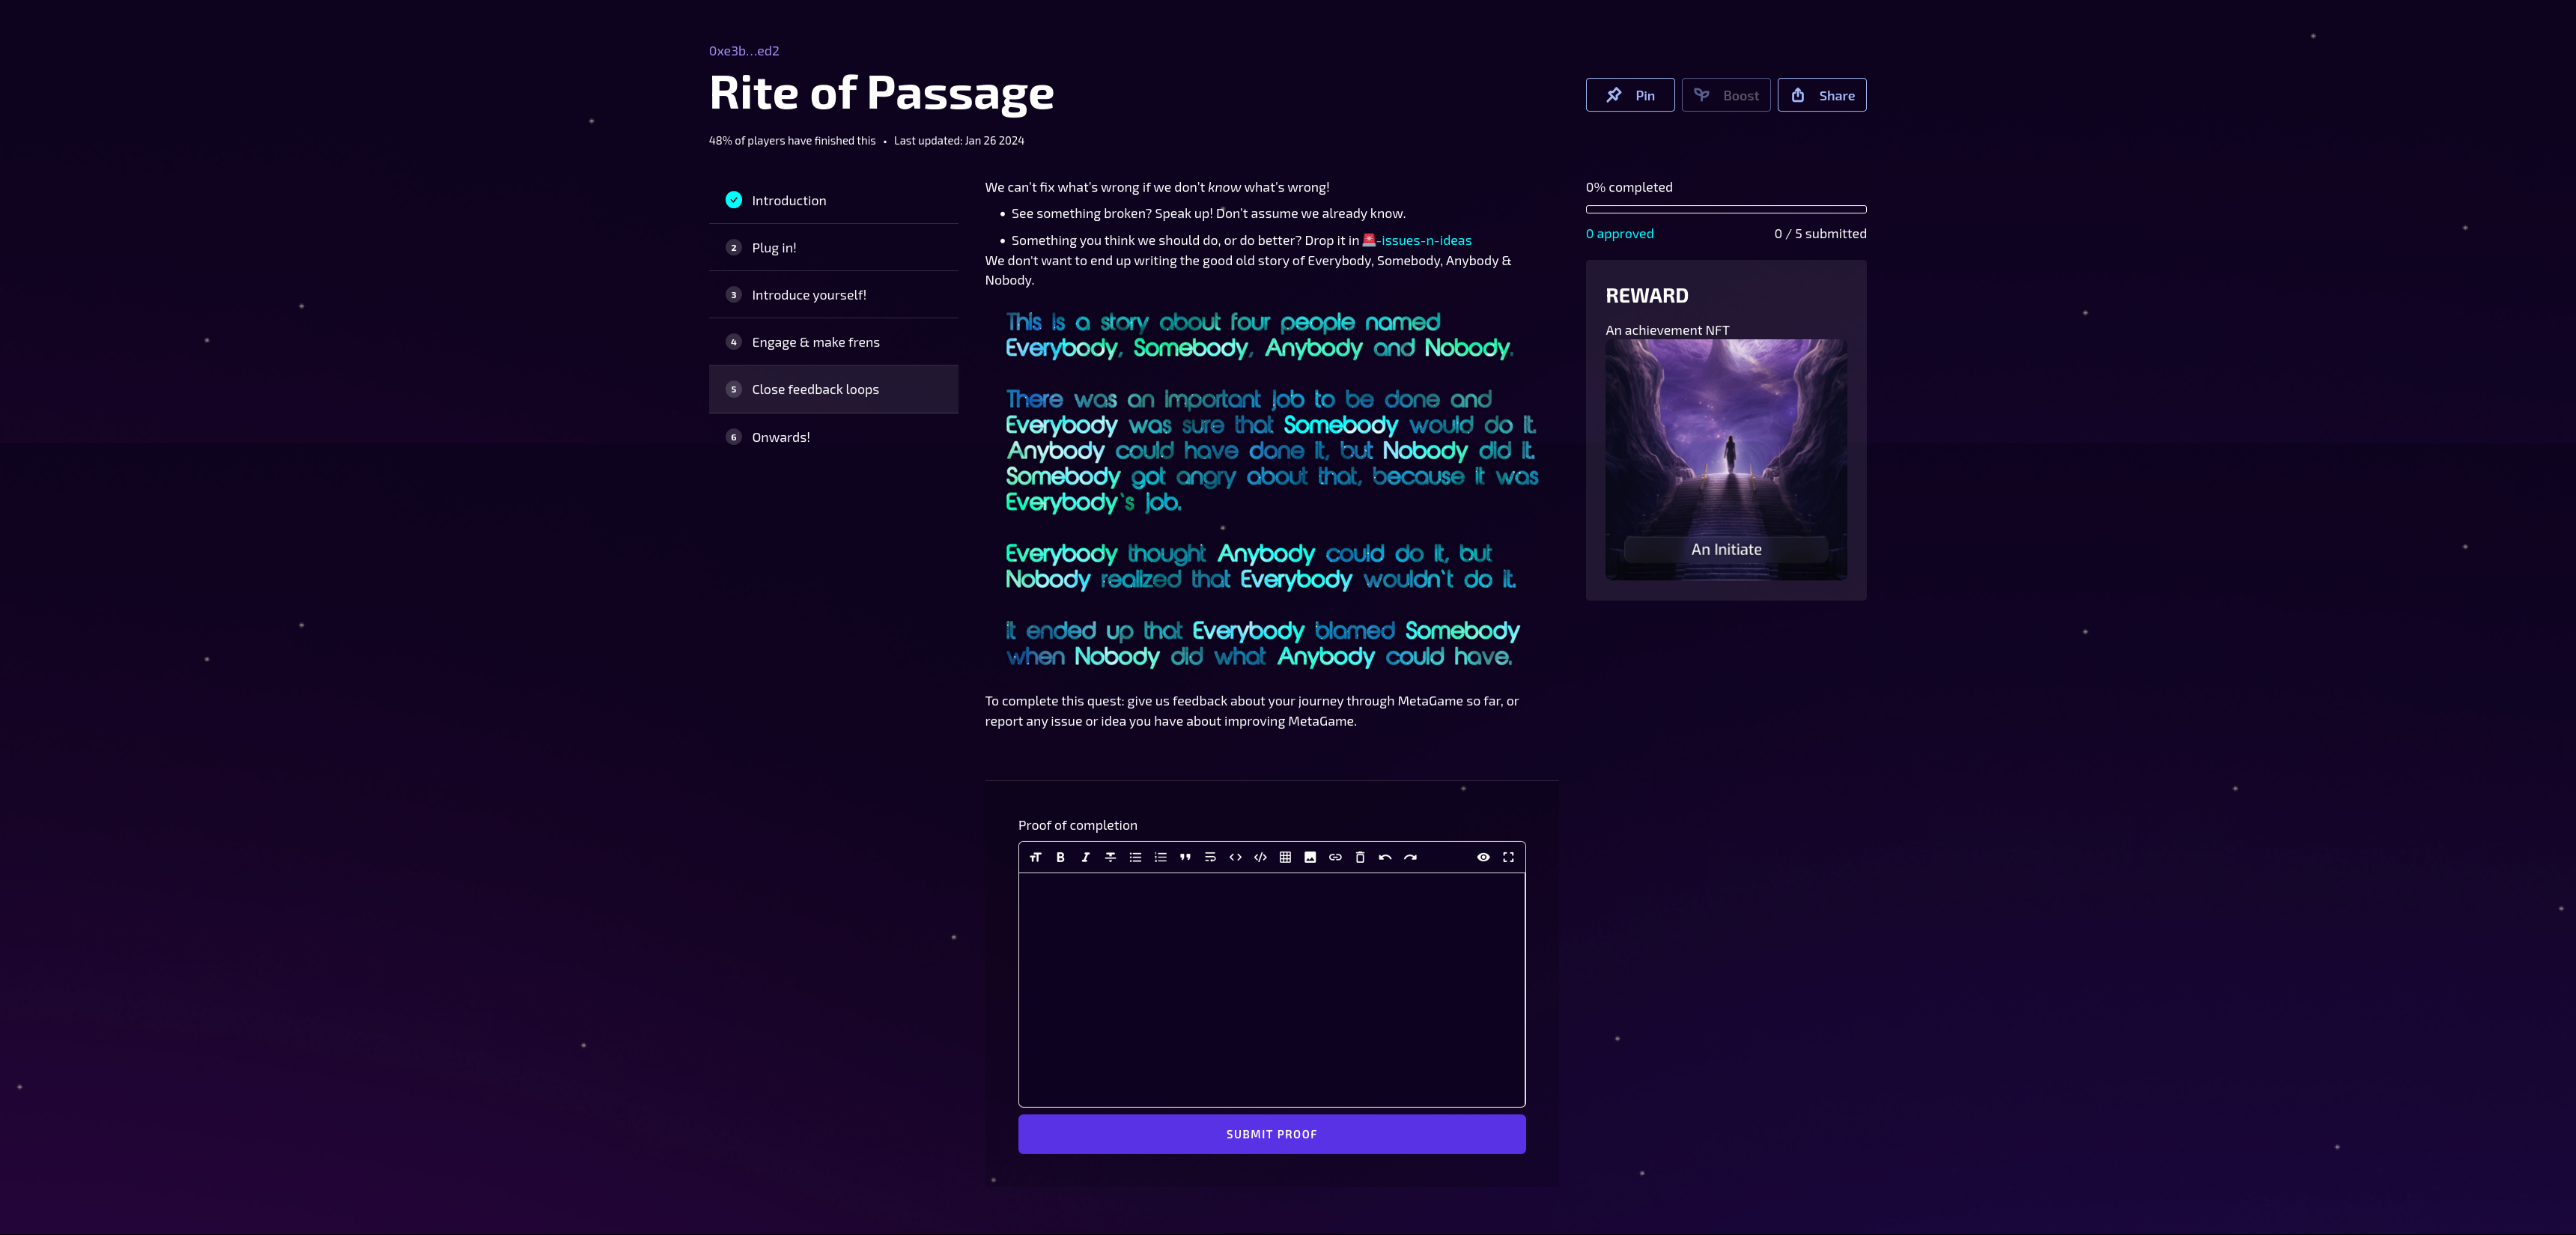 0xe3b...ed2
Rite of Passage
48% of players have finished this • Last updated: Jan 26 2024
Pin
Boost
Share
Introduction
2 Plug in!
3 Introduce yourself!
4 Engage & make frens
5 Close feedback loops
6 Onwards!
We can't fix what's wrong if we don't know what's wrong!
• See something broken? Speak up! Don't assume we already know.
• Something you think we should do, or do better? Drop it in 🚨-issues-n-ideas
We don't want to end up writing the good old story of Everybody, Somebody, Anybody &
Nobody.
This is a story about four people named
Everybody, Somebody, Anybody and Nobody.
There was an important job to be done and
Everybody was sure that Somebody would do it.
Anybody could have done it, but Nobody did it.
Somebody got angry about that, because it was
Everybody`s job.
Everybody thought Anybody could do it, but
Nobody realized that Everybody wouldn`t do it.
it ended up that Everybody blamed Somebody
when Nobody did what Anybody could have.
To complete this quest: give us feedback about your journey through MetaGame so far, or
report any issue or idea you have about improving MetaGame.
Proof of completion
SUBMIT PROOF
0% completed
0 approved
0 / 5 submitted
REWARD
An achievement NFT
An Initiate